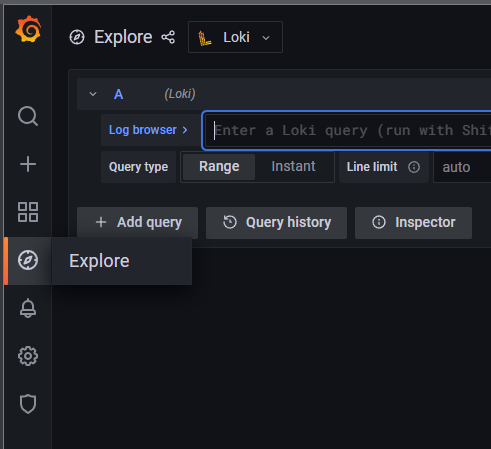 Explore
Loki
A (Loki)
Log browser >
Enter a Loki query (run with Shif
Query type
Range
Instant
Line limit
auto
+ Add query
Query history
Inspector
Explore